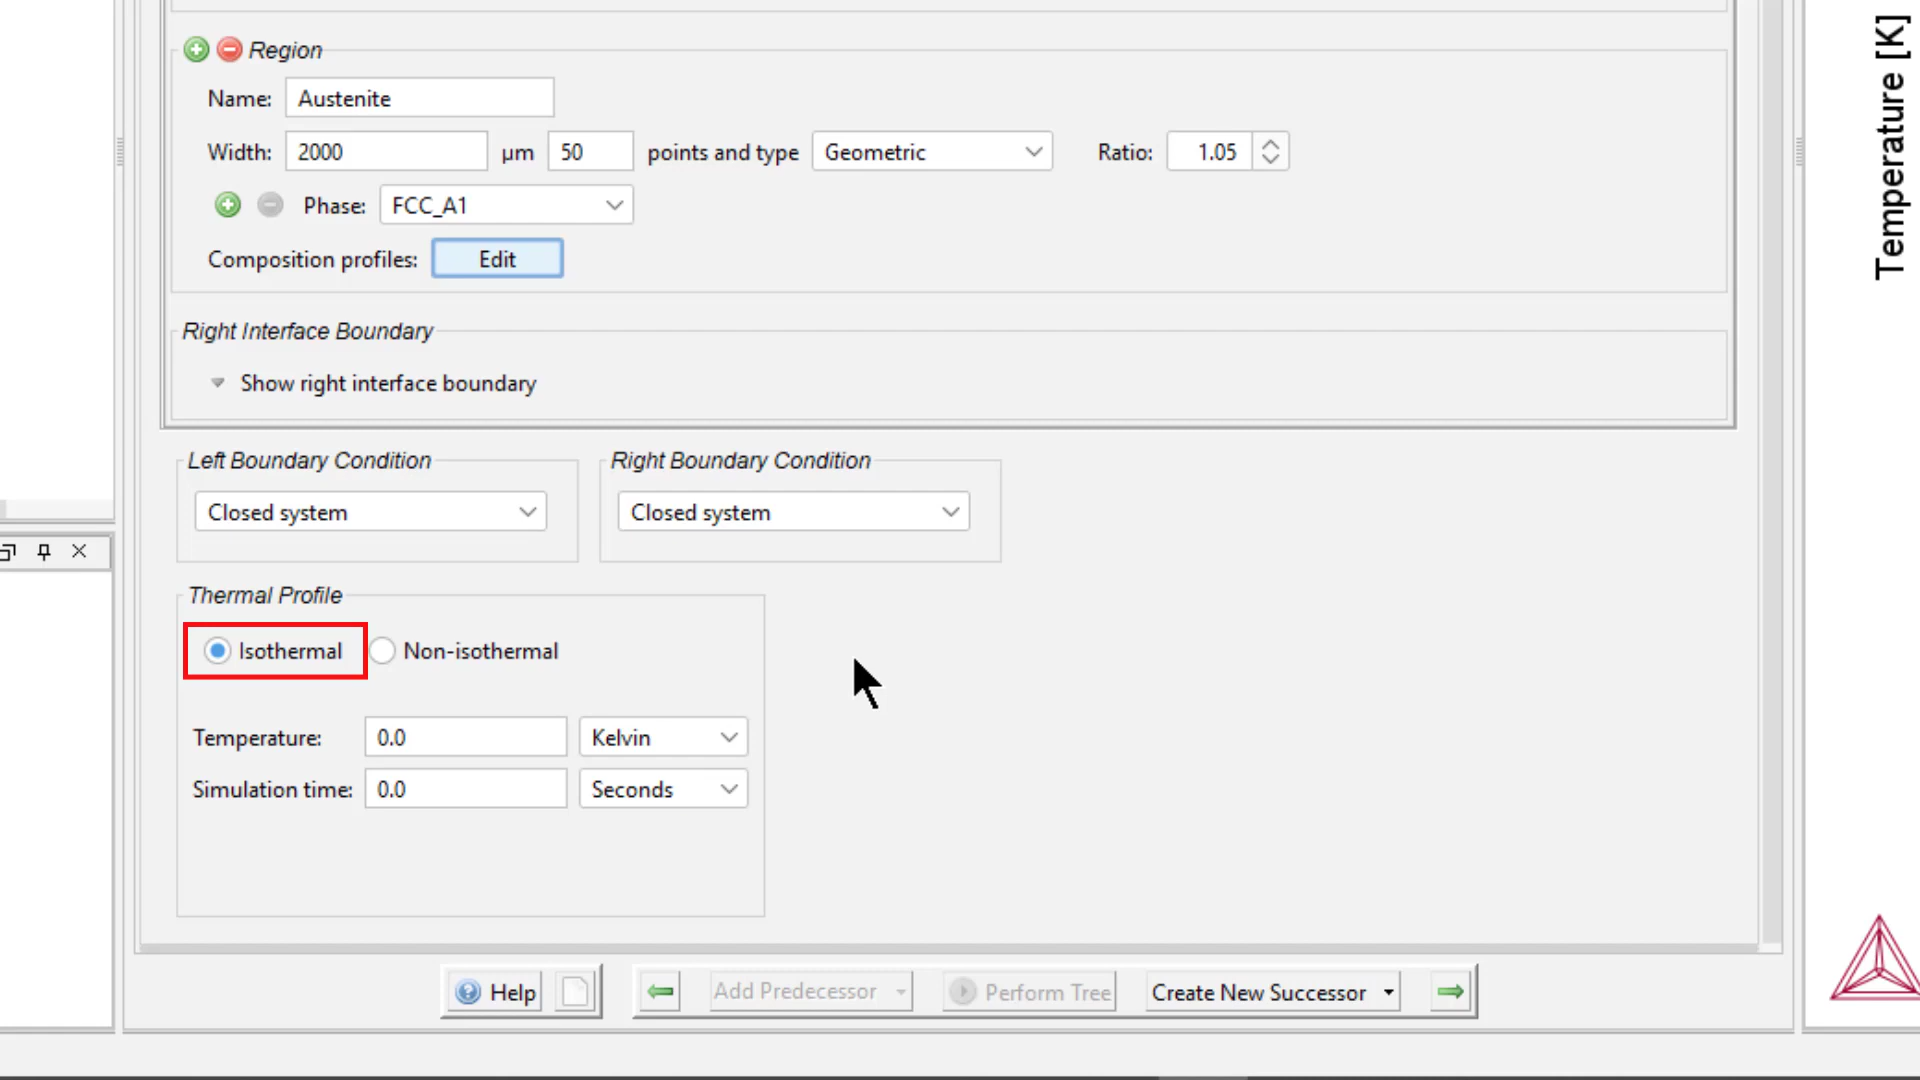 Region
Name: Austenite
Width: 2000 µm 50 points and type Geometric Ratio: 1.05
Phase: FCC_A1
Composition profiles: Edit
Right Interface Boundary
Show right interface boundary
Left Boundary Condition Right Boundary Condition
Closed system Closed system
Thermal Profile
Isothermal Non-isothermal
Temperature: 0.0 Kelvin
Simulation time: 0.0 Seconds
Help Add Predecessor Perform Tree Create New Successor
Temperature [K]